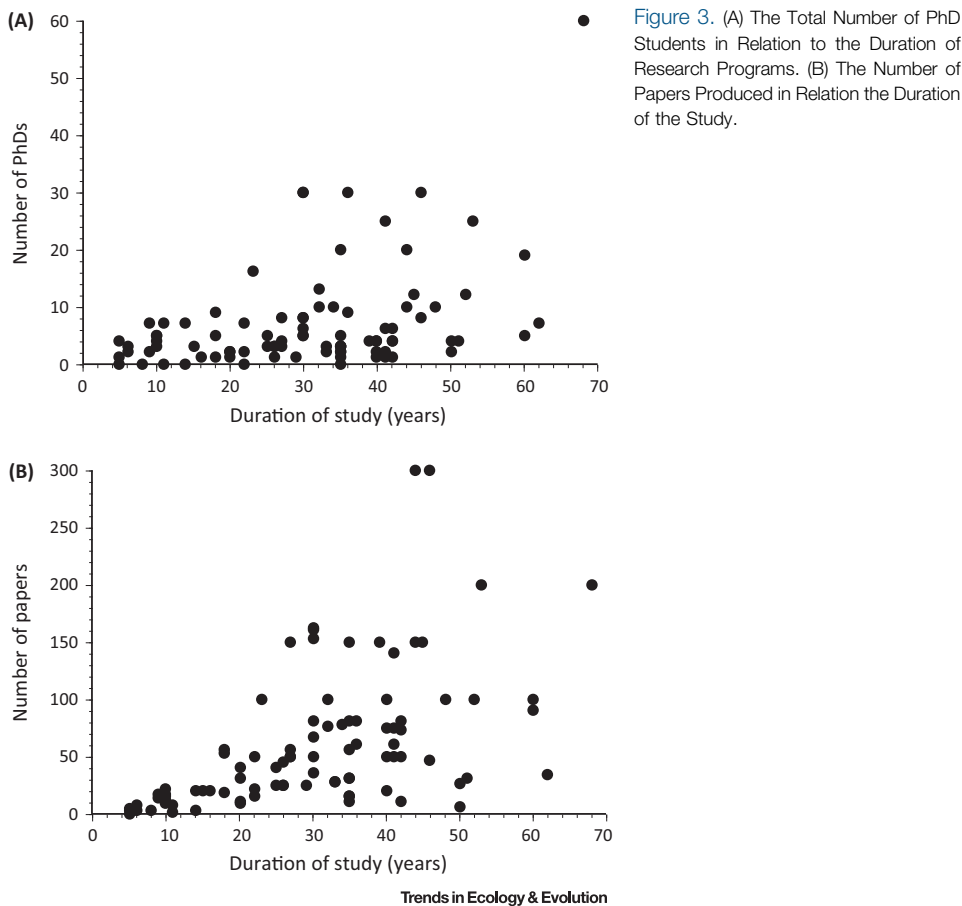 (A)
60
50
40
30
20
10
0
Number of PhDs
0 10 20 30 40 50 60 70
Duration of study (years)
Figure 3. (A) The Total Number of PhD
Students in Relation to the Duration of
Research Programs. (B) The Number of
Papers Produced in Relation the Duration
of the Study.
(B)
300
250
200
150
100
50
0
Number of papers
0 10 20 30 40 50 60 70
Duration of study (years)
Trends in Ecology & Evolution